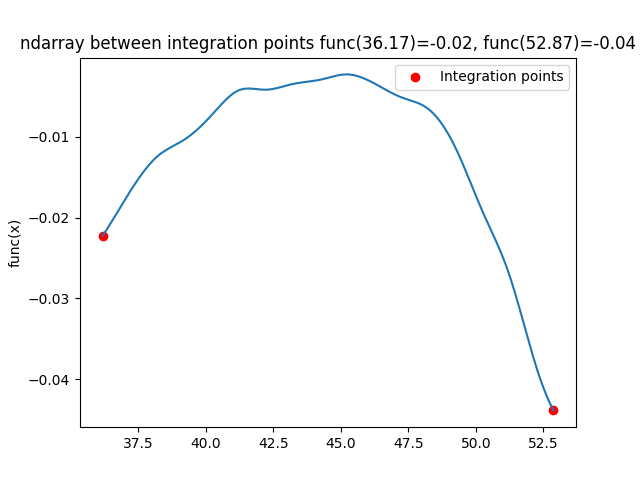 ndarray between integration points func(36.17)=-0.02, func(52.87)=-0.04
Integration points
−0.01
−0.02
−0.03
−0.04
func(x)
37.5 40.0 42.5 45.0 47.5 50.0 52.5